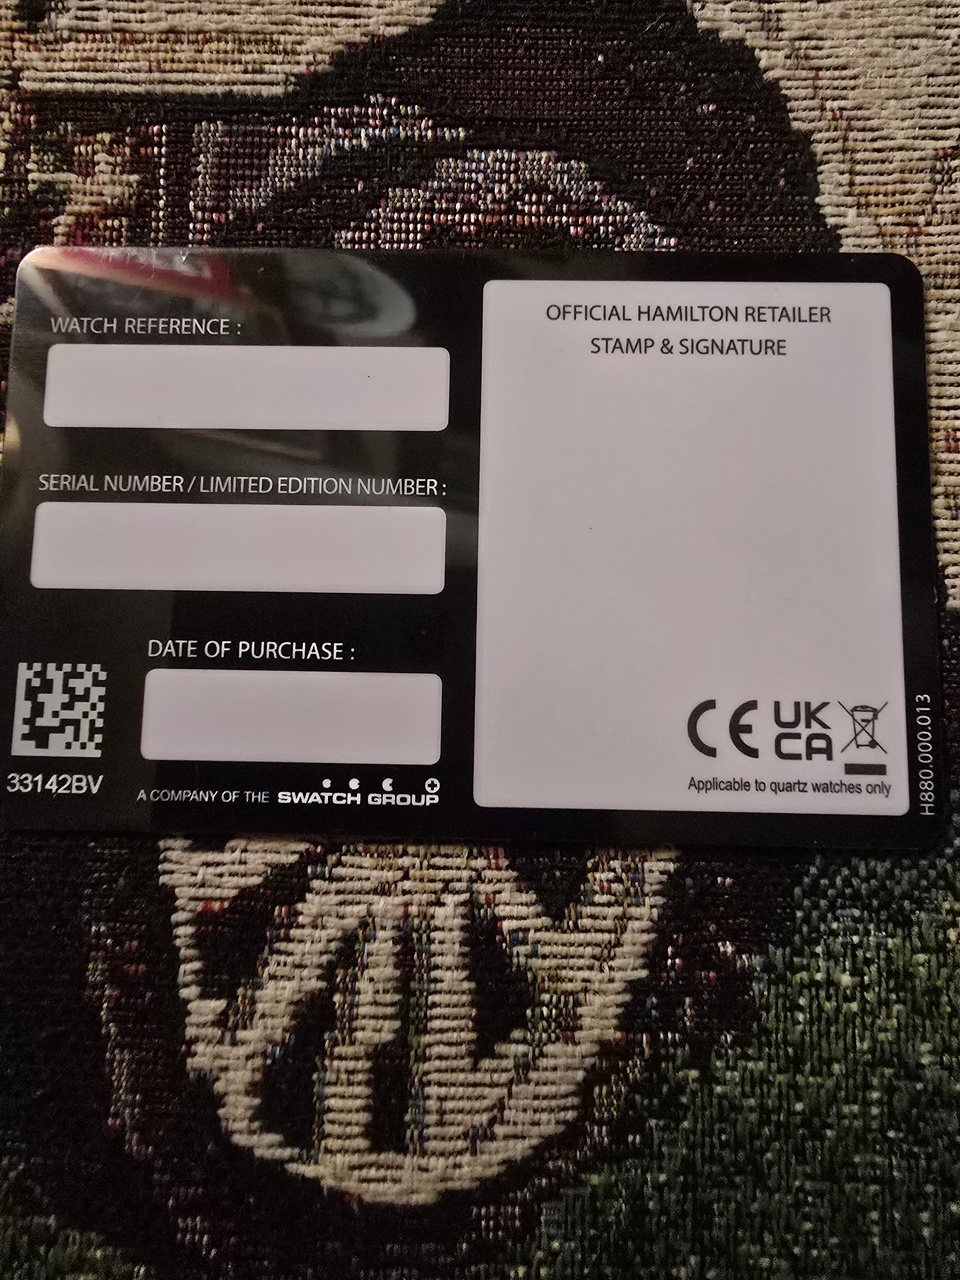 WATCH REFERENCE :
SERIAL NUMBER / LIMITED EDITION NUMBER :
DATE OF PURCHASE :
33142BV
A COMPANY OF THE SWATCH GROUP
OFFICIAL HAMILTON RETAILER
STAMP & SIGNATURE
CE UK CA
Applicable to quartz watches only
H880.000.013